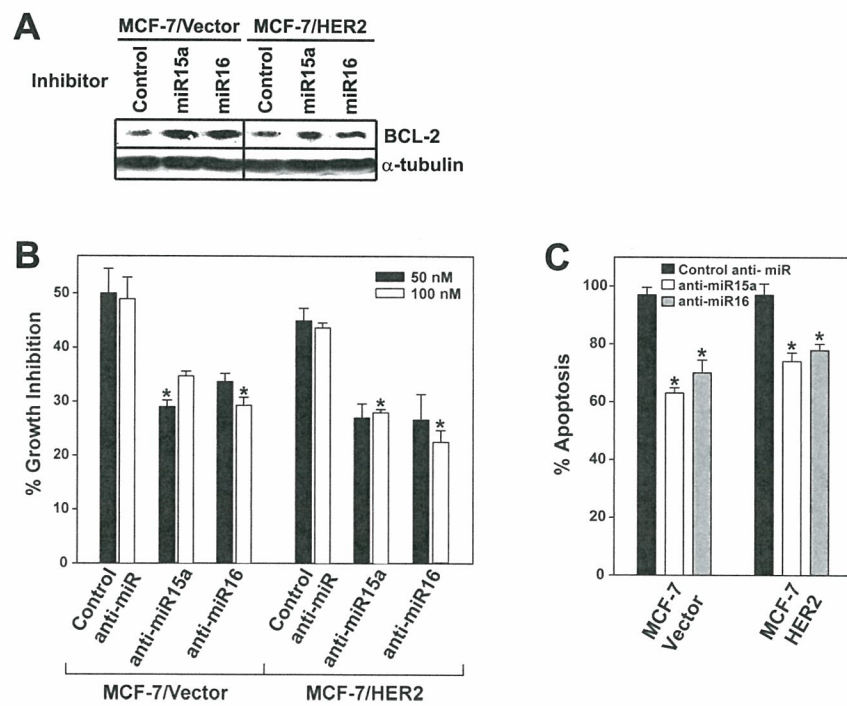 A
MCF-7/Vector MCF-7/HER2
Inhibitor
Control
miR15a
miR16
Control
miR15a
miR16
BCL-2
α-tubulin
B
50 nM
100 nM
% Growth Inhibition
50
40
30
20
10
0
Control
anti-miR
anti-miR15a
anti-miR16
Control
anti-miR
anti-miR15a
anti-miR16
* * * *
MCF-7/Vector MCF-7/HER2
C
Control anti- miR
anti-miR15a
anti-miR16
% Apoptosis
100
80
60
40
20
0
* * * *
MCF-7
Vector
MCF-7
HER2